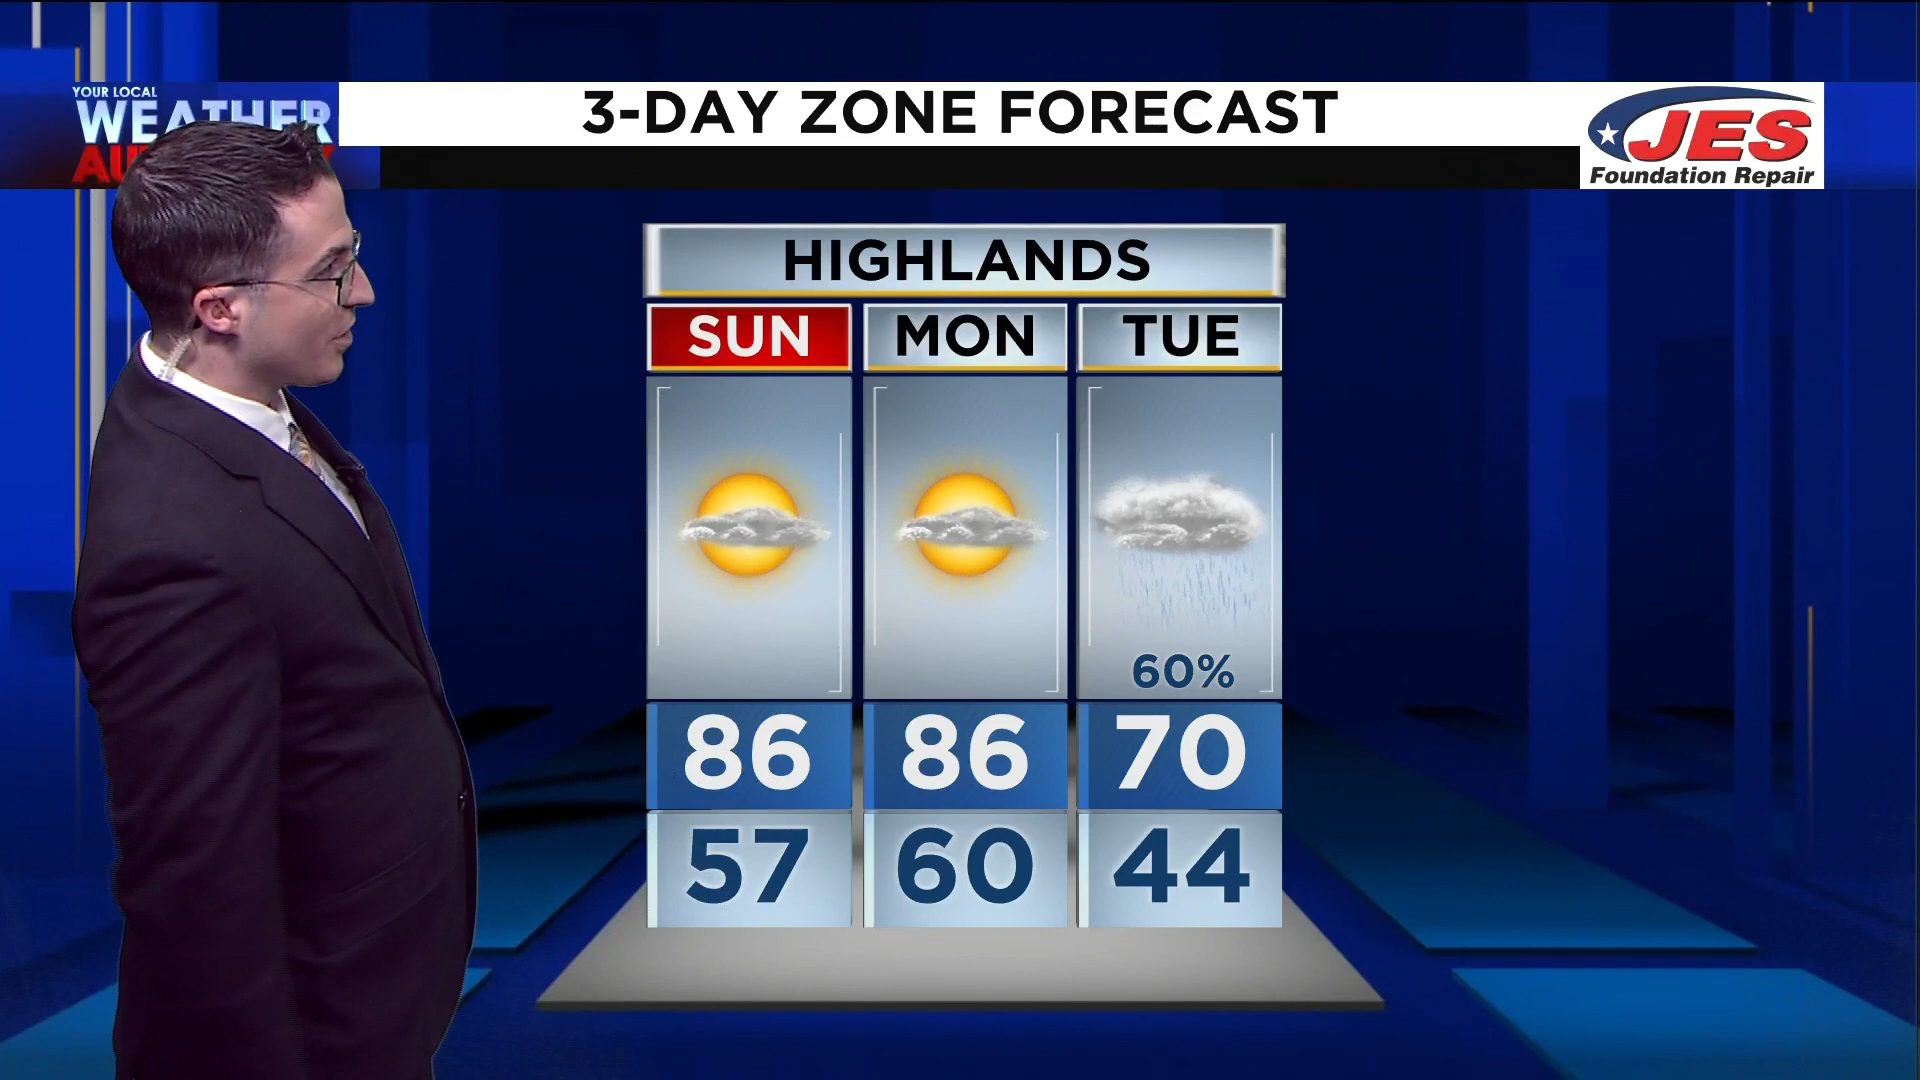 YOUR LOCAL
WEATHER
3-DAY ZONE FORECAST
JES
Foundation Repair
HIGHLANDS
SUN MON TUE
60%
86 86 70
57 60 44